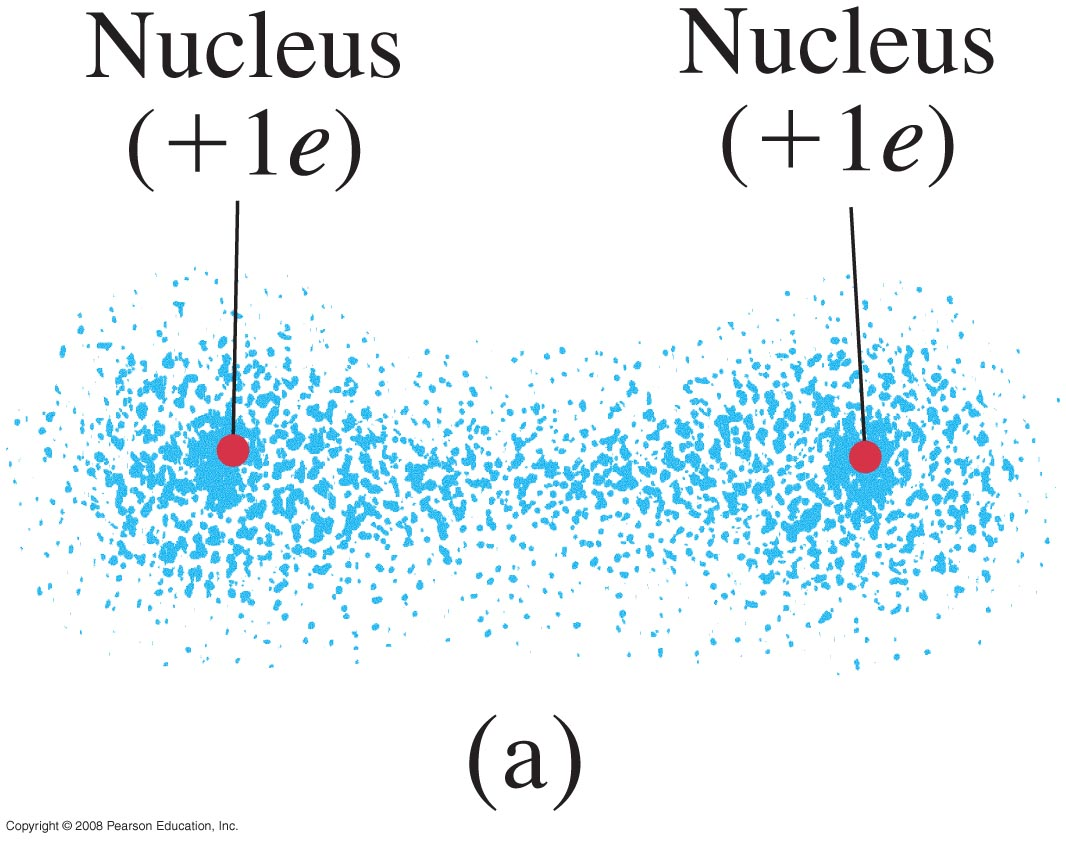 Nucleus Nucleus
(+1e) (+1e)
(a)
Copyright © 2008 Pearson Education, Inc.